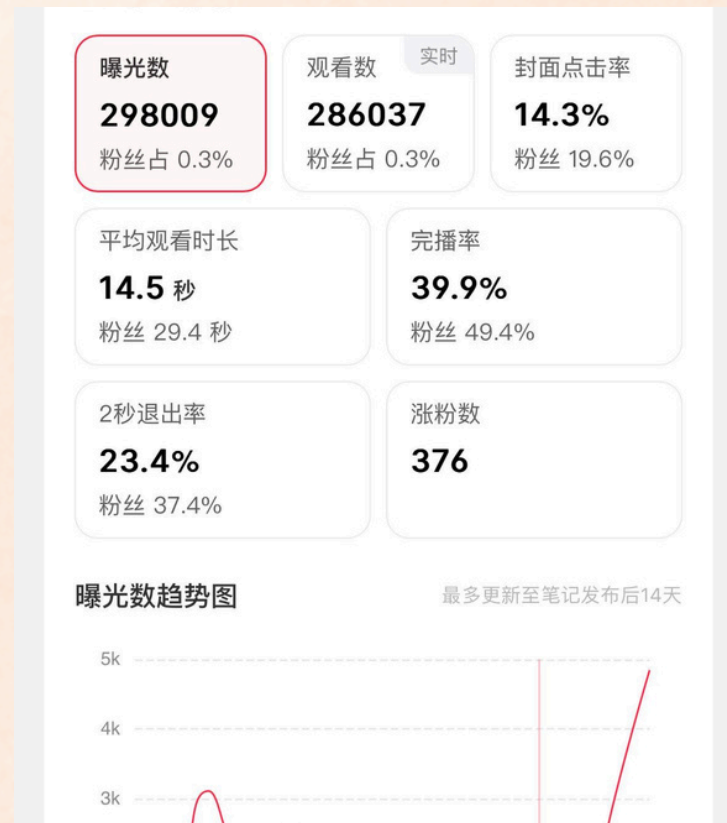 曝光数
298009
粉丝占 0.3%
观看数
实时
286037
粉丝占 0.3%
封面点击率
14.3%
粉丝 19.6%
平均观看时长
14.5 秒
粉丝 29.4 秒
完播率
39.9%
粉丝 49.4%
2秒退出率
23.4%
粉丝 37.4%
涨粉数
376
曝光数趋势图
最多更新至笔记发布后14天
5k
4k
3k